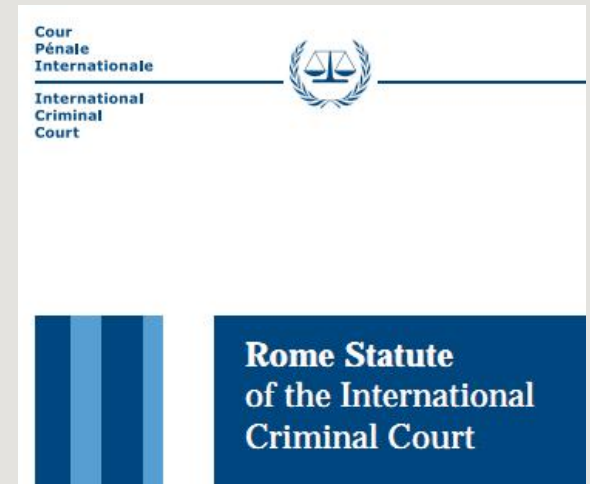 Cour
Pénale
Internationale
International
Criminal
Court
Rome Statute
of the International
Criminal Court